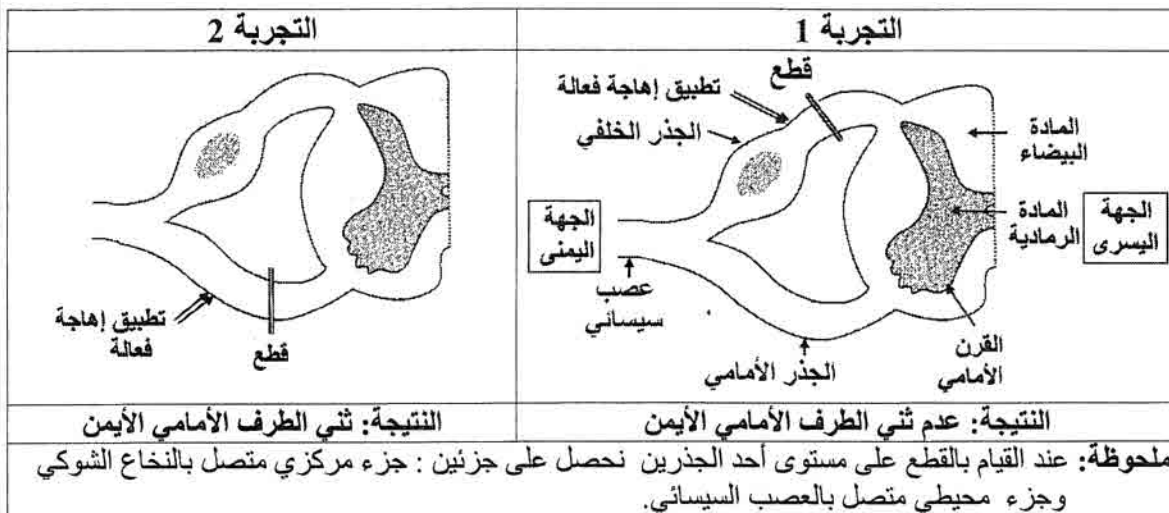 التجربة 1
التجربة 2
قطع
تطبيق إهاجة فعالة
الجذر الخلفي
المادة
البيضاء
الجهة
اليسرى
المادة
الرمادية
الجهة
اليمنى
عصب
سيسائي
القرن
الأمامي
الجذر الأمامي
تطبيق إهاجة
فعالة
قطع
النتيجة: عدم ثني الطرف الأمامي الأيمن
النتيجة: ثني الطرف الأمامي الأيمن
ملحوظة: عند القيام بالقطع على مستوى أحد الجذرين نحصل على جزئين : جزء مركزي متصل بالنخاع الشوكي
وجزء محيطي متصل بالعصب السيسائي.